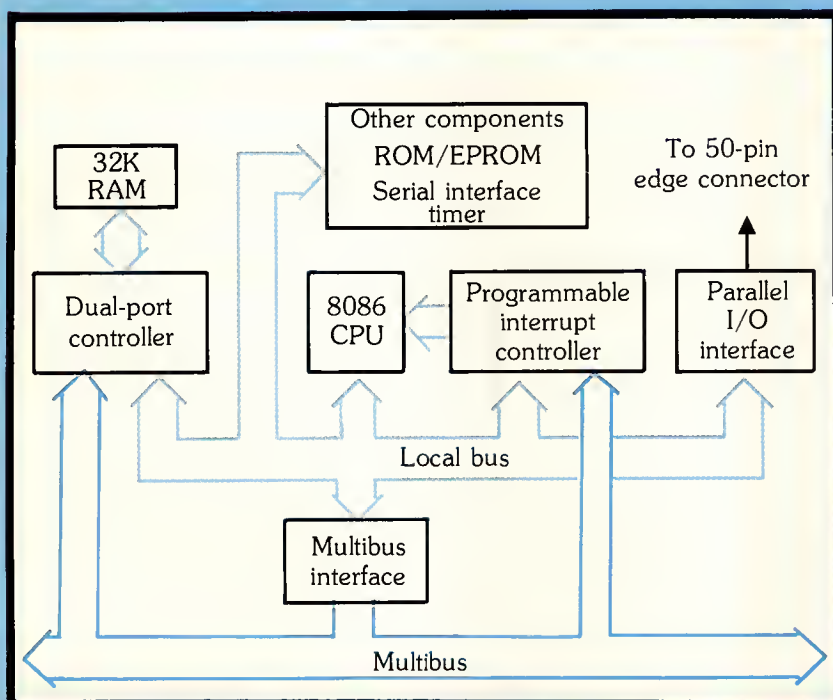 Other components
ROM/EPROM
Serial interface
timer
32K
RAM
To 50-pin
edge connector
Dual-port
controller
8086
CPU
Programmable
interrupt
controller
Parallel
I/O
interface
Local bus
Multibus
interface
Multibus